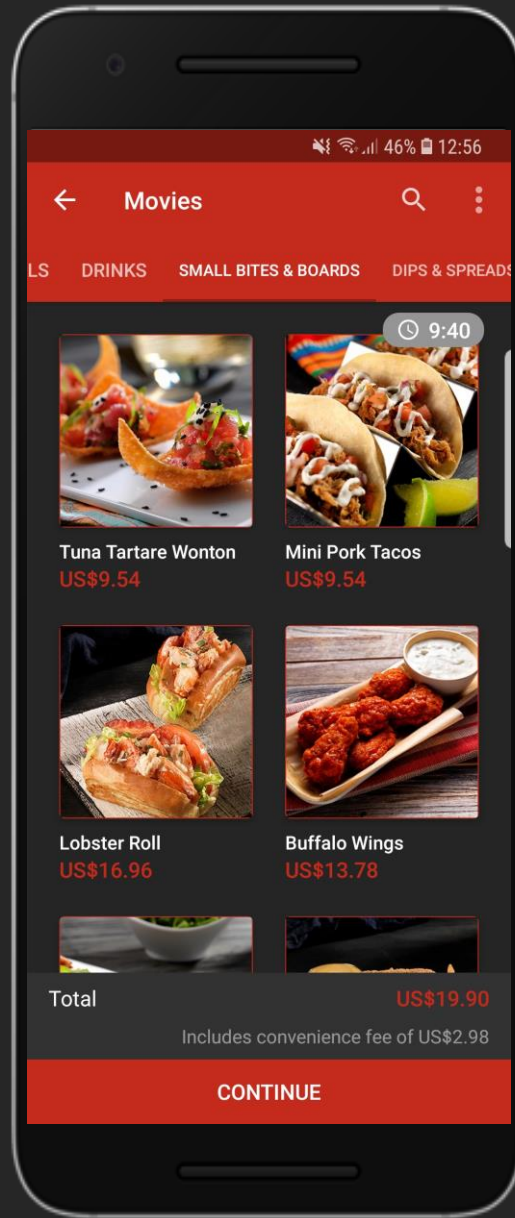 46% 12:56
Movies
LS DRINKS SMALL BITES & BOARDS DIPS & SPREADS
9:40
Tuna Tartare Wonton Mini Pork Tacos
US$9.54 US$9.54
Lobster Roll Buffalo Wings
US$16.96 US$13.78
Total US$19.90
Includes convenience fee of US$2.98
CONTINUE